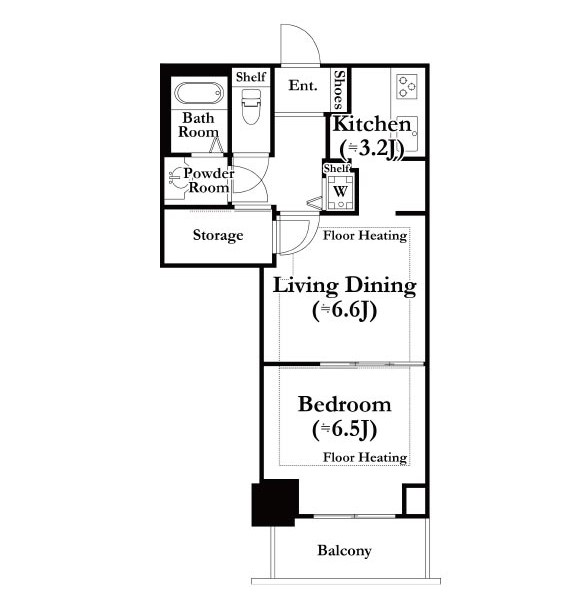 Shelf
Ent.
Shoes
Bath
Room
Kitchen
(≒3.2J)
Powder
Room
Shelf
W
Storage
Floor Heating
Living Dining
(≒6.6J)
Bedroom
(≒6.5J)
Floor Heating
Balcony